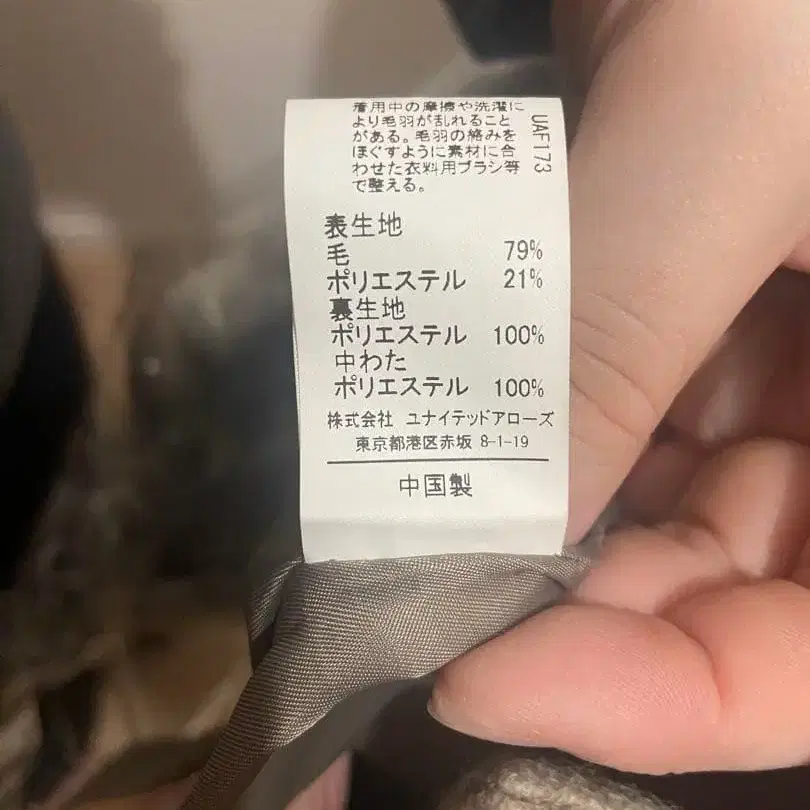 着用中の摩擦や洗濯に
より毛羽が乱れること
がある。毛羽の絡みを
ほぐすように素材に合
わせた衣料用ブラシ等
で整える。
UAF173
表生地
毛 79%
ポリエステル 21%
裏生地
ポリエステル 100%
中わた
ポリエステル 100%
株式会社 ユナイテッドアローズ
東京都港区赤坂 8-1-19
中国製